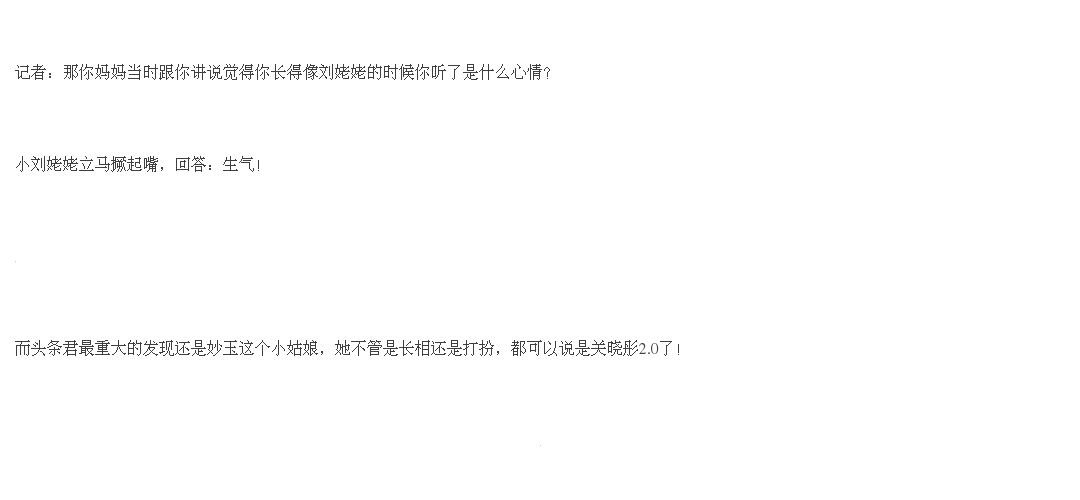 记者：那你妈妈当时跟你讲说觉得你长得像刘姥姥的时候你听了是什么心情?
小刘姥姥立马撅起嘴，回答：生气!
而头条君最重大的发现还是妙玉这个小姑娘，她不管是长相还是打扮，都可以说是关晓彤2.0了!